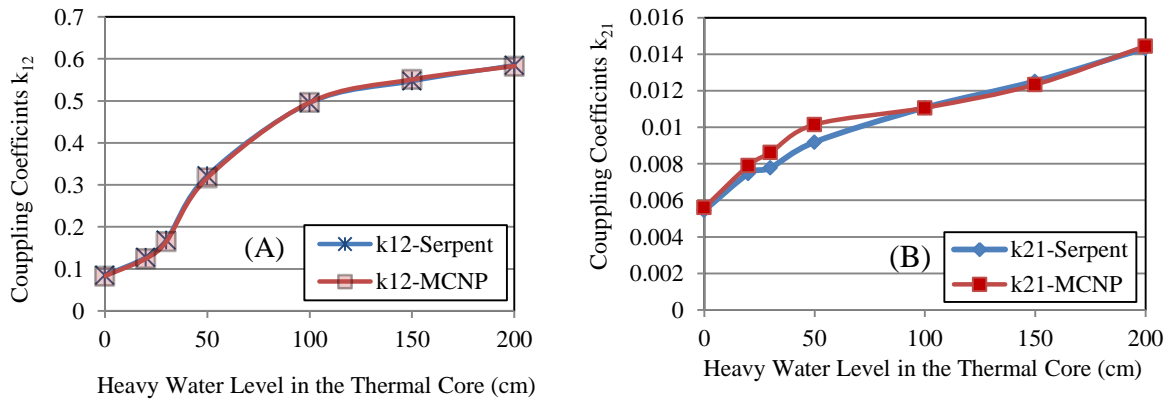 0.7
0.6
0.5
0.4
0.3
0.2
0.1
0
Couppling Coefficints k12
(A)
k12-Serpent
k12-MCNP
0 50 100 150 200
Heavy Water Level in the Thermal Core (cm)
0.016
0.014
0.012
0.01
0.008
0.006
0.004
0.002
0
Couppling Coefficients k21
(B)
k21-Serpent
k21-MCNP
0 50 100 150 200
Heavy Water Level in the Thermal Core (cm)